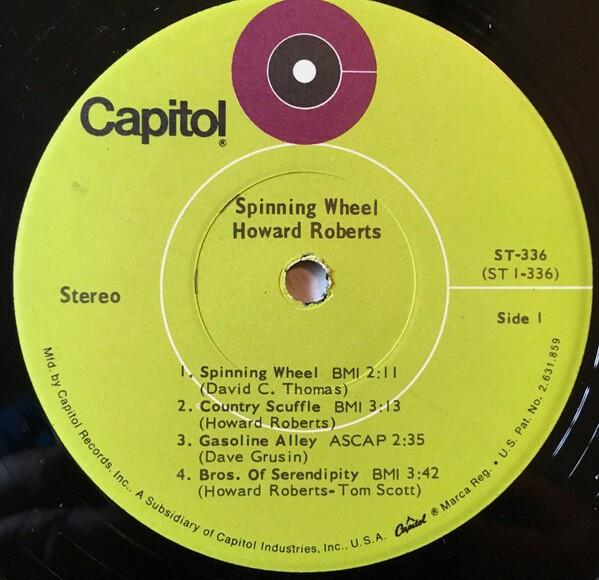 Capitol®
Spinning Wheel
Howard Roberts
ST-336
(ST 1-336)
Stereo
Side 1
1. Spinning Wheel BMI 2:11
(David C. Thomas)
2. Country Scuffle BMI 3:13
(Howard Roberts)
3. Gasoline Alley ASCAP 2:35
(Dave Grusin)
4. Bros. Of Serendipity BMI 3:42
(Howard Roberts-Tom Scott)
Mfd. by Capitol Records, Inc., A Subsidiary of Capitol Industries, Inc., U.S.A. Capitol ® Marca Reg. • U.S. Pat. No. 2.631.859